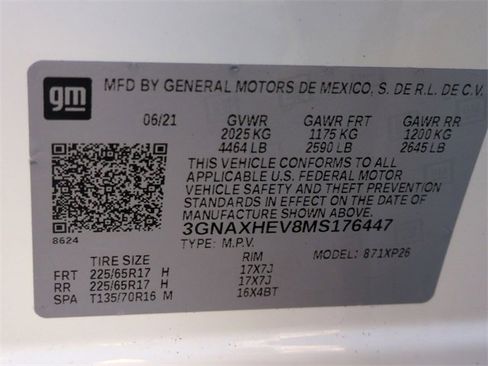 gm MFD BY GENERAL MOTORS DE MEXICO, S. DE R.L. DE C.V.
06/21 GVWR GAWR FRT GAWR RR
2025 KG 1175 KG 1200 KG
4464 LB 2590 LB 2645 LB
THIS VEHICLE CONFORMS TO ALL
APPLICABLE U.S. FEDERAL MOTOR
VEHICLE SAFETY AND THEFT PREVENTION
STANDARDS IN EFFECT ON THE DATE OF
MANUFACTURE SHOWN ABOVE.
3GNAXHEV8MS176447
8624
TYPE: M.P.V. MODEL: 871XP26
TIRE SIZE RIM
FRT 225/65R17 H 17X7J
RR 225/65R17 H 17X7J
SPA T135/70R16 M 16X4BT